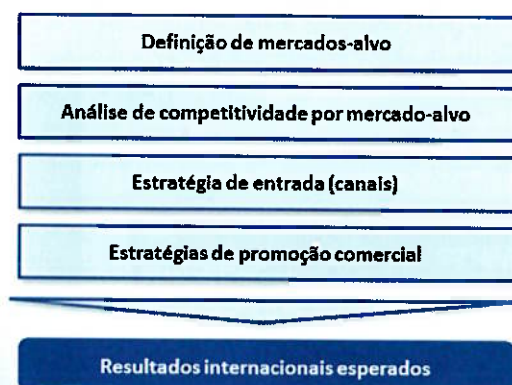 Definição de mercados-alvo
Análise de competitividade por mercado-alvo
Estratégia de entrada (canais)
Estratégias de promoção comercial
Resultados internacionais esperados